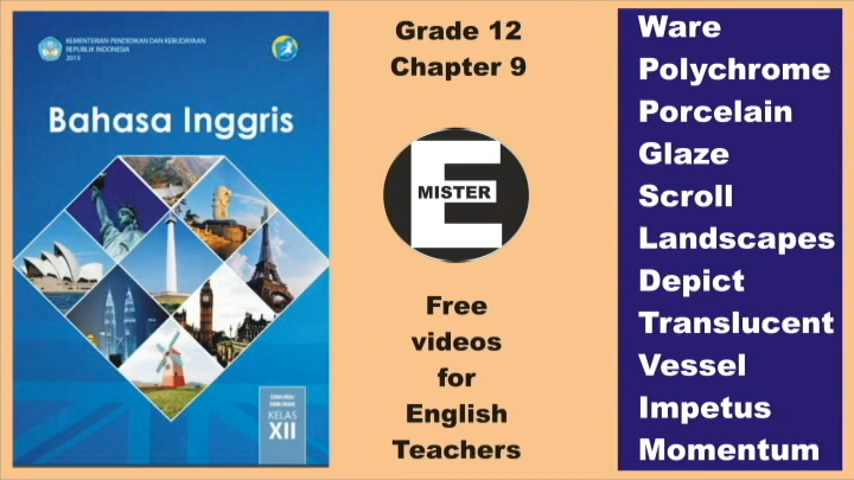 KEMENTERIAN PENDIDIKAN DAN KEBUDAYAAN
REPUBLIK INDONESIA
2015
Bahasa Inggris
KELAS
XII
Grade 12
Chapter 9
E
MISTER
Free
videos
for
English
Teachers
Ware
Polychrome
Porcelain
Glaze
Scroll
Landscapes
Depict
Translucent
Vessel
Impetus
Momentum